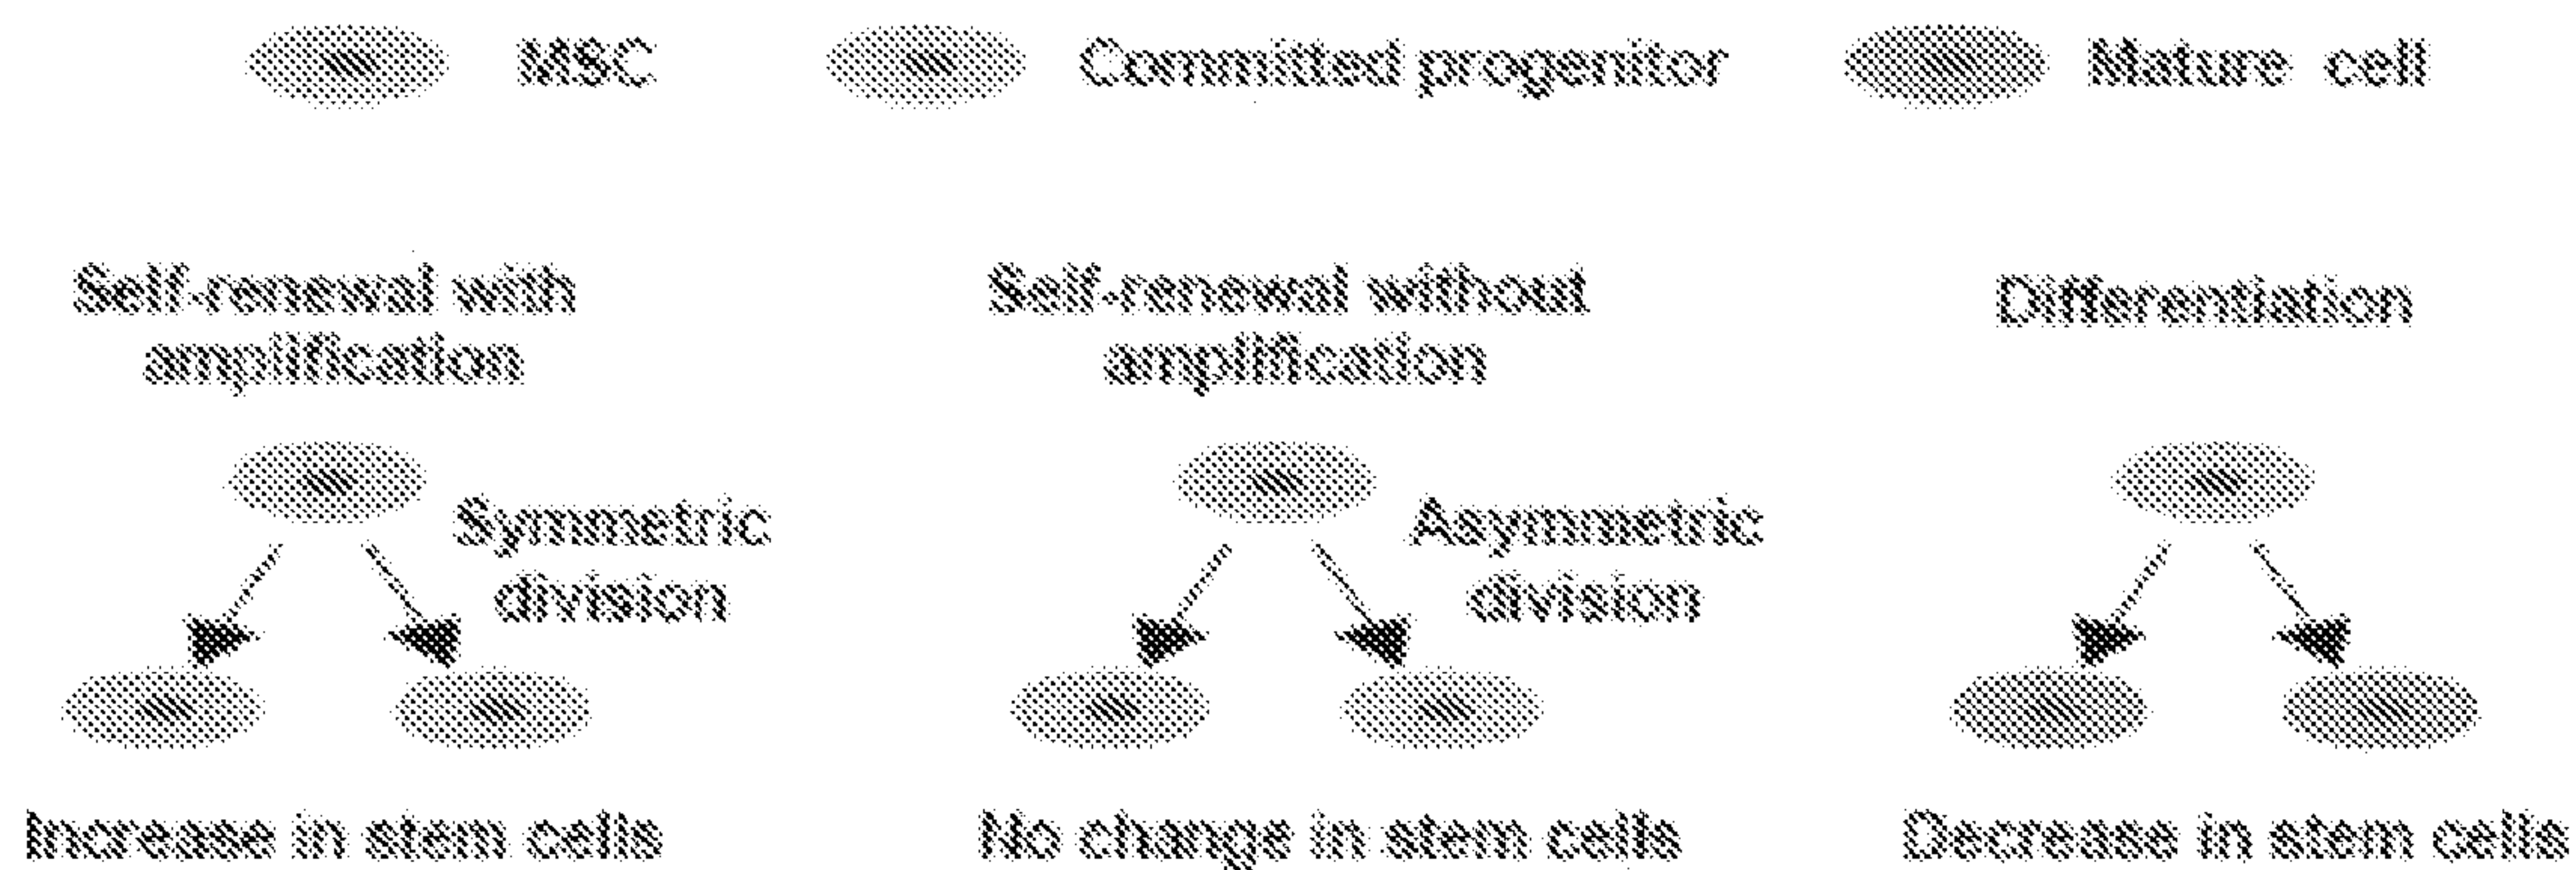 MSC
Committed progenitor
Mature cell
Self-renewal with
amplification
Self-renewal without
amplification
Differentiation
Symmetric
division
Asymmetric
division
Increase in stem cells
No change in stem cells
Decrease in stem cells